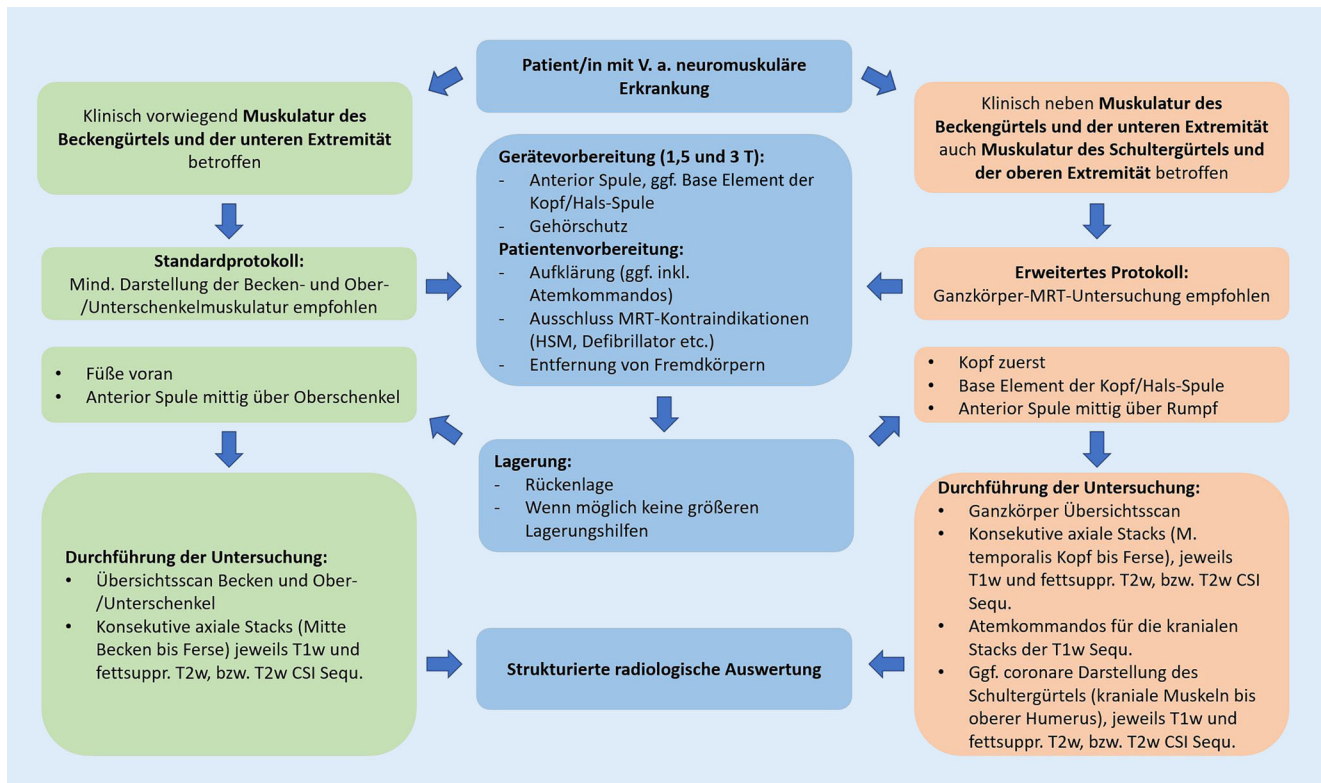 Patient/in mit V. a. neuromuskuläre
Erkrankung
Klinisch vorwiegend Muskulatur des
Beckengürtels und der unteren Extremität
betroffen
Klinisch neben Muskulatur des
Beckengürtels und der unteren Extremität
auch Muskulatur des Schultergürtels und
der oberen Extremität betroffen
Standardprotokoll:
Mind. Darstellung der Becken- und Ober-
/Unterschenkelmuskulatur empfohlen
Erweitertes Protokoll:
Ganzkörper-MRT-Untersuchung empfohlen
Gerätevorbereitung (1,5 und 3 T):
- Anterior Spule, ggf. Base Element der
Kopf/Hals-Spule
- Gehörschutz
Patientenvorbereitung:
- Aufklärung (ggf. inkl.
Atemkommandos)
- Ausschluss MRT-Kontraindikationen
(HSM, Defibrillator etc.)
- Entfernung von Fremdkörpern
Lagerung:
- Rückenlage
- Wenn möglich keine größeren
Lagerungshilfen
• Füße voran
• Anterior Spule mittig über Oberschenkel
• Kopf zuerst
• Base Element der Kopf/Hals-Spule
• Anterior Spule mittig über Rumpf
Durchführung der Untersuchung:
• Übersichtsscan Becken und Ober-
/Unterschenkel
• Konsekutive axiale Stacks (Mitte
Becken bis Ferse) jeweils T1w und
fettsuppr. T2w, bzw. T2w CSI Sequ.
Durchführung der Untersuchung:
• Ganzkörper Übersichtsscan
• Konsekutive axiale Stacks (M.
temporalis Kopf bis Ferse), jeweils
T1w und fettsuppr. T2w, bzw. T2w CSI
Sequ.
• Atemkommandos für die kranialen
Stacks der T1w Sequ.
• Ggf. coronare Darstellung des
Schultergürtels (kraniale Muskeln bis
oberer Humerus), jeweils T1w und
fettsuppr. T2w, bzw. T2w CSI Sequ.
Strukturierte radiologische Auswertung